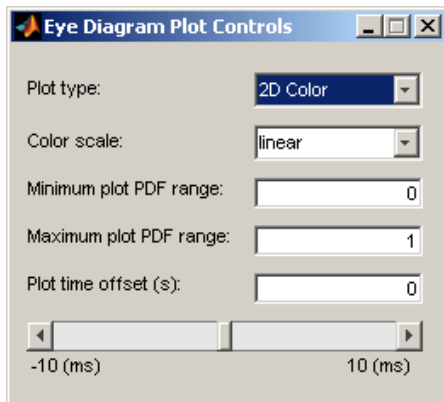 Eye Diagram Plot Controls
Plot type: 2D Color
Color scale: linear
Minimum plot PDF range: 0
Maximum plot PDF range: 1
Plot time offset (s): 0
-10 (ms) 10 (ms)